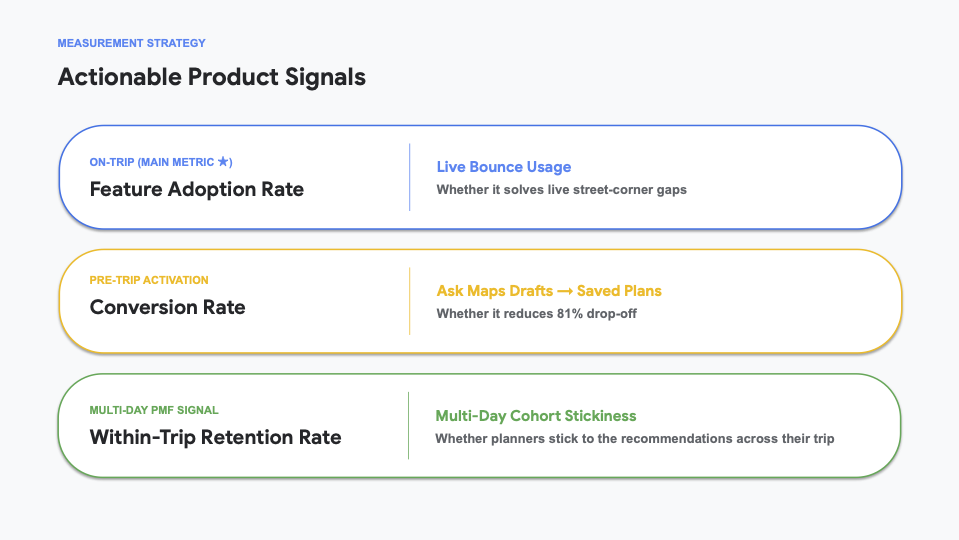 MEASUREMENT STRATEGY
Actionable Product Signals
ON-TRIP (MAIN METRIC ★)
Feature Adoption Rate
Live Bounce Usage
Whether it solves live street-corner gaps
PRE-TRIP ACTIVATION
Conversion Rate
Ask Maps Drafts → Saved Plans
Whether it reduces 81% drop-off
MULTI-DAY PMF SIGNAL
Within-Trip Retention Rate
Multi-Day Cohort Stickiness
Whether planners stick to the recommendations across their trip